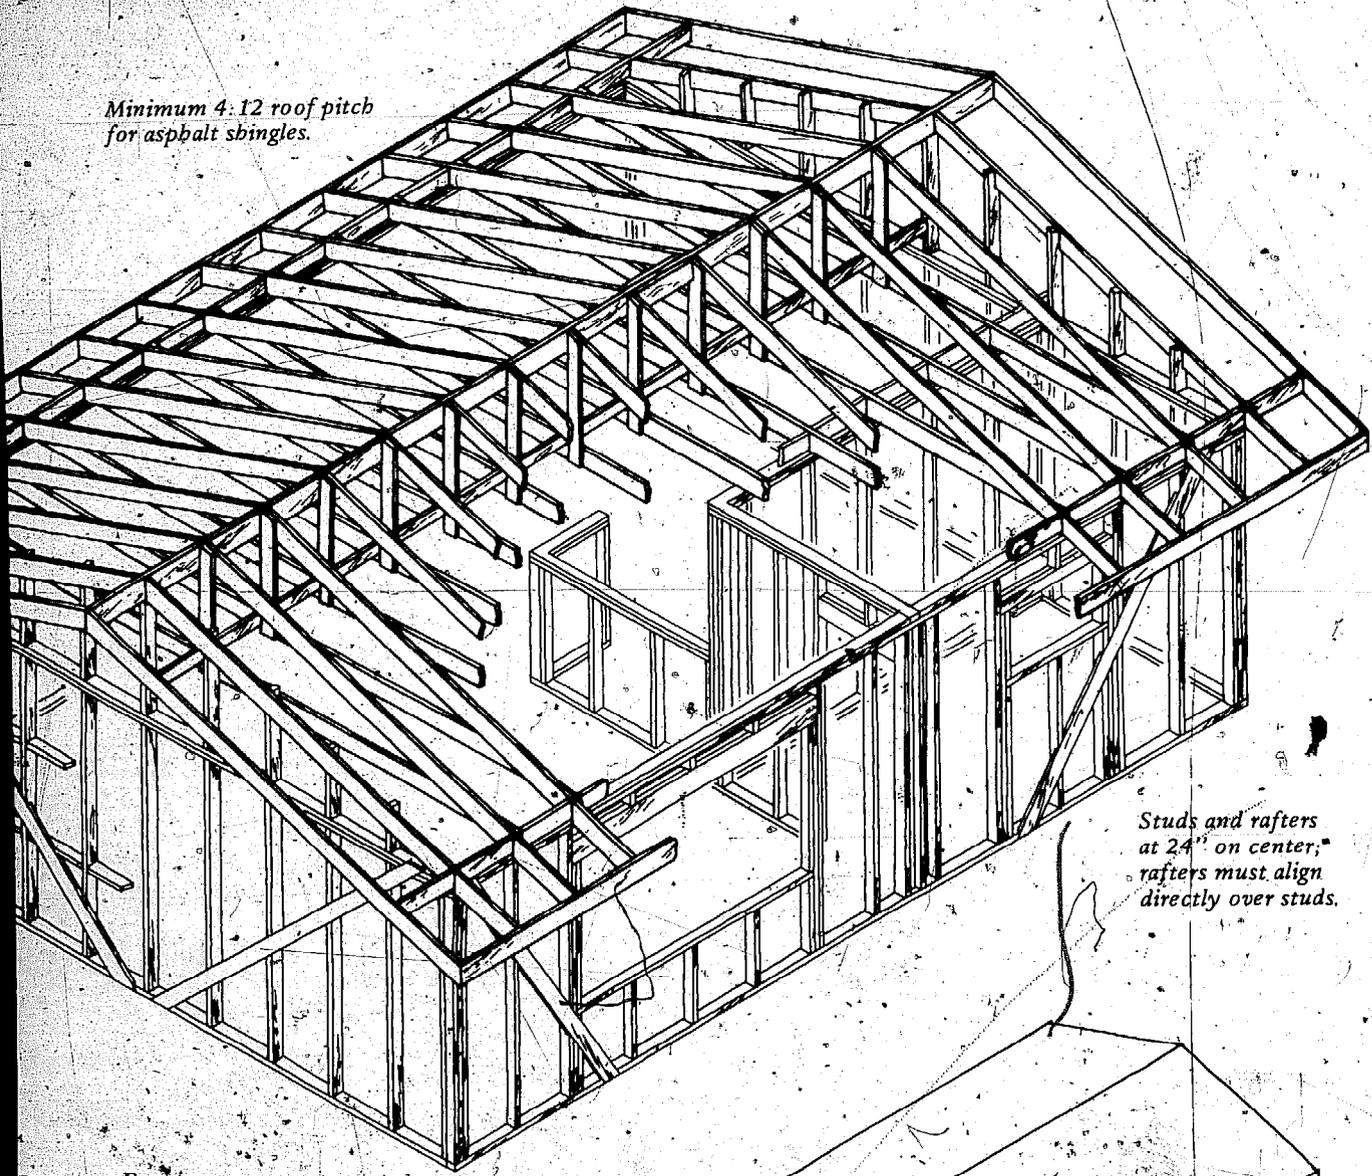 Minimum 4:12 roof pitch
for asphalt shingles.
Studs and rafters
at 24" on center;
rafters must align
directly over studs.